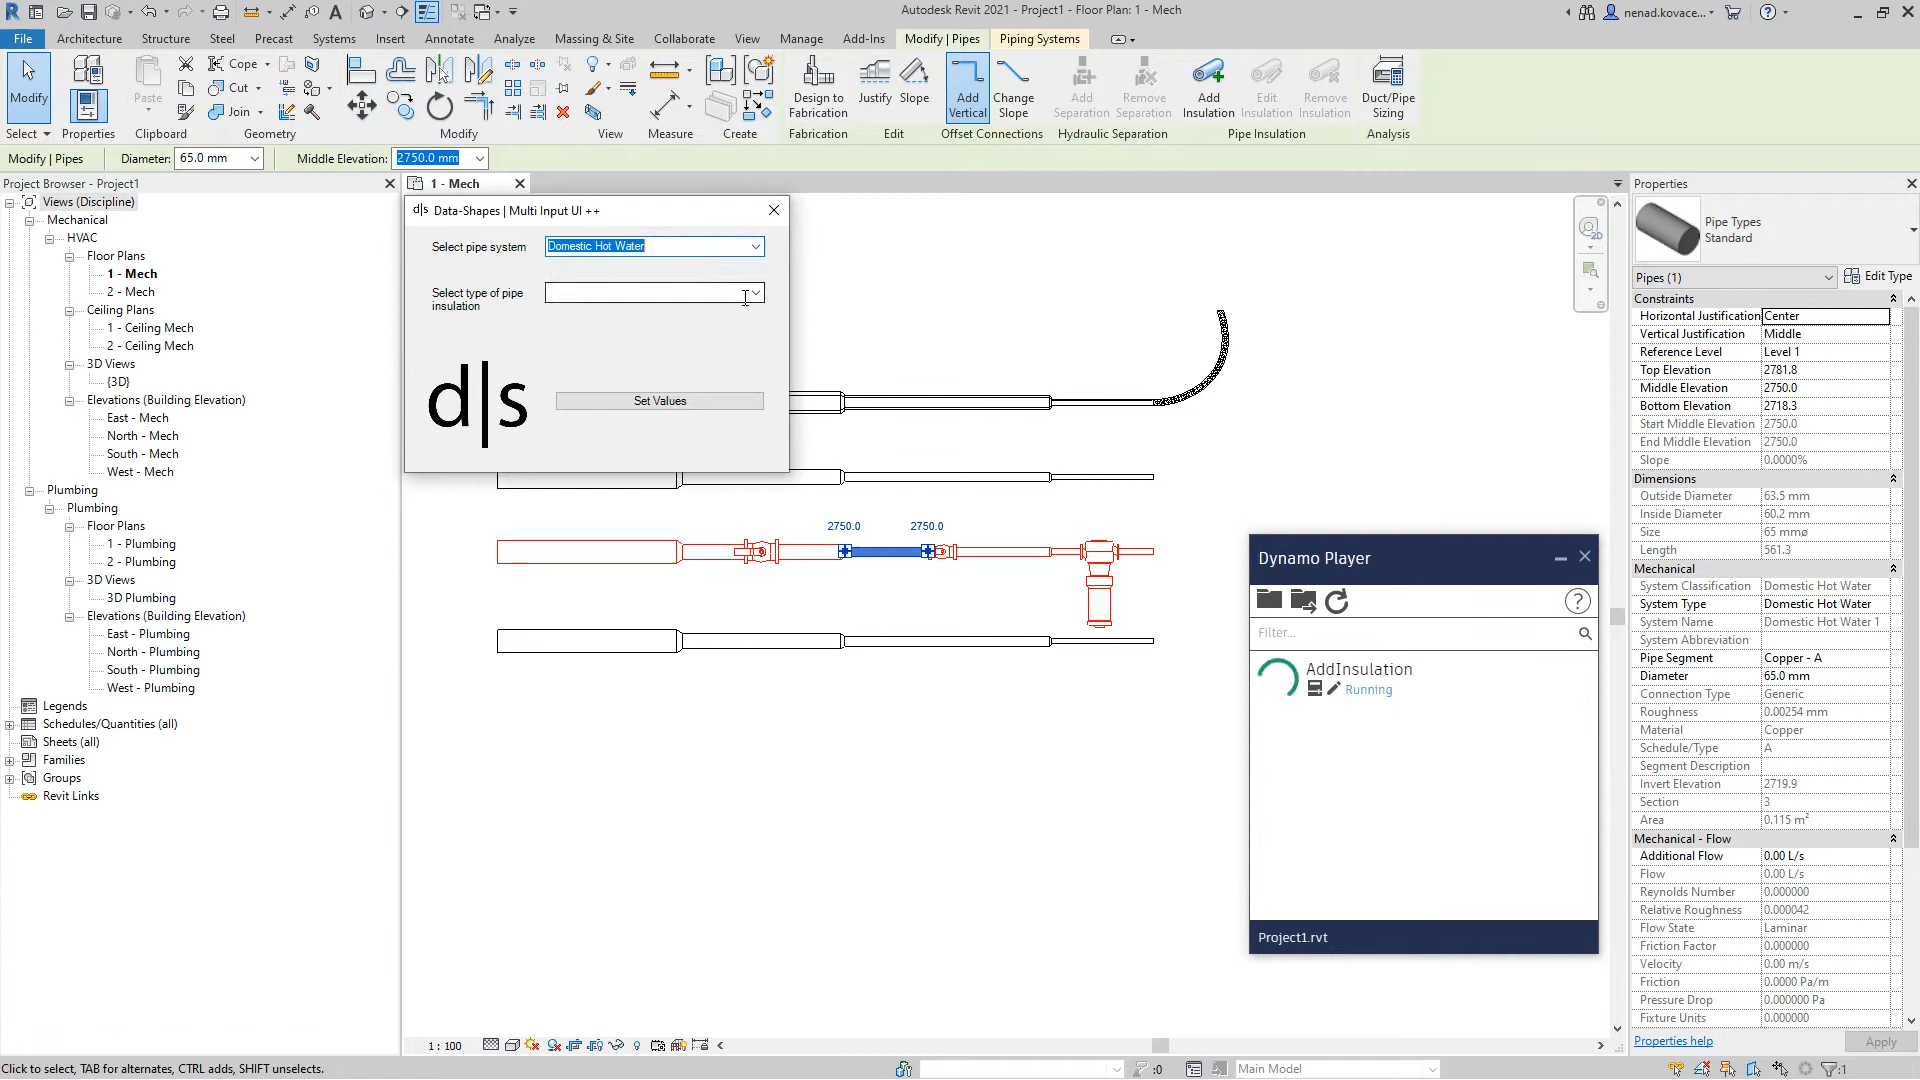 Autodesk Revit 2021 - Project1 - Floor Plan: 1 - Mech
nenad.kovace...
File Architecture Structure Steel Precast Systems Insert Annotate Analyze Massing & Site Collaborate View Manage Add-Ins Modify | Pipes Piping Systems
Modify
Paste
Cope
Cut
Join
Design to Fabrication
Justify
Slope
Add Vertical
Change Slope
Add Separation
Remove Separation
Add Insulation
Edit Insulation
Remove Insulation
Duct/Pipe Sizing
Select Properties Clipboard Geometry Modify View Measure Create Fabrication Edit Offset Connections Hydraulic Separation Pipe Insulation Analysis
Modify | Pipes Diameter: 65.0 mm Middle Elevation: 2750.0 mm
Project Browser - Project1
Views (Discipline)
Mechanical
HVAC
Floor Plans
1 - Mech
2 - Mech
Ceiling Plans
1 - Ceiling Mech
2 - Ceiling Mech
3D Views
{3D}
Elevations (Building Elevation)
East - Mech
North - Mech
South - Mech
West - Mech
Plumbing
Plumbing
Floor Plans
1 - Plumbing
2 - Plumbing
3D Views
3D Plumbing
Elevations (Building Elevation)
East - Plumbing
North - Plumbing
South - Plumbing
West - Plumbing
Legends
Schedules/Quantities (all)
Sheets (all)
Families
Groups
Revit Links
1 - Mech
d|s Data-Shapes | Multi Input UI ++
Select pipe system Domestic Hot Water
Select type of pipe
insulation
d|s
Set Values
2750.0 2750.0
2D
Dynamo Player
?
Filter...
AddInsulation
Running
Project1.rvt
Properties
Pipe Types
Standard
Pipes (1) Edit Type
Constraints
Horizontal Justification Center
Vertical Justification Middle
Reference Level Level 1
Top Elevation 2781.8
Middle Elevation 2750.0
Bottom Elevation 2718.3
Start Middle Elevation 2750.0
End Middle Elevation 2750.0
Slope 0.0000%
Dimensions
Outside Diameter 63.5 mm
Inside Diameter 60.2 mm
Size 65 mmø
Length 561.3
Mechanical
System Classification Domestic Hot Water
System Type Domestic Hot Water
System Name Domestic Hot Water 1
System Abbreviation
Pipe Segment Copper - A
Diameter 65.0 mm
Connection Type Generic
Roughness 0.00254 mm
Material Copper
Schedule/Type A
Segment Description
Invert Elevation 2719.9
Section 3
Area 0.115 m²
Mechanical - Flow
Additional Flow 0.00 L/s
Flow 0.00 L/s
Reynolds Number 0.000000
Relative Roughness 0.000042
Flow State Laminar
Friction Factor 0.000000
Velocity 0.00 m/s
Friction 0.0000 Pa/m
Pressure Drop 0.000000 Pa
Fixture Units 0.000000
Properties help Apply
1 : 100
Click to select, TAB for alternates, CTRL adds, SHIFT unselects.
:0
Main Model
:1